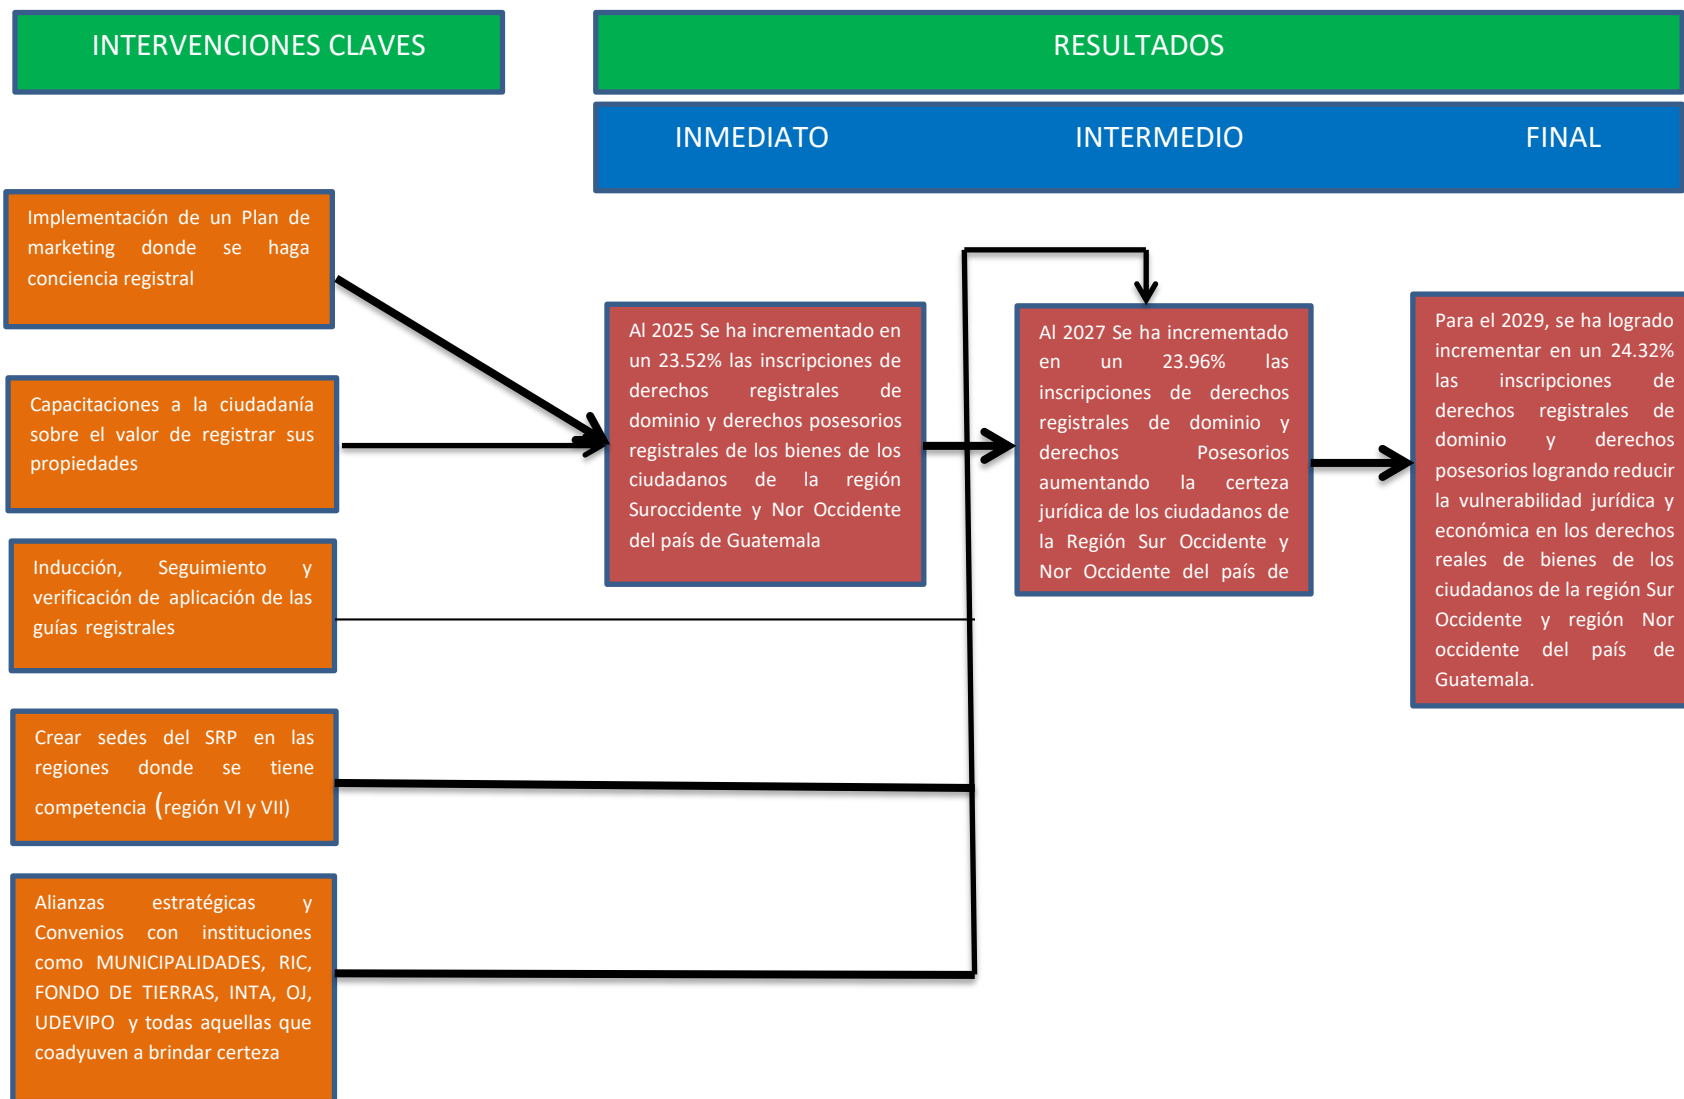 INTERVENCIONES CLAVES
RESULTADOS
INMEDIATO
INTERMEDIO
FINAL
Implementación de un Plan de
marketing donde se haga
conciencia registral
Capacitaciones a la ciudadanía
sobre el valor de registrar sus
propiedades
Inducción, Seguimiento y
verificación de aplicación de las
guías registrales
Crear sedes del SRP en las
regiones donde se tiene
competencia (región VI y VII)
Alianzas estratégicas y
Convenios con instituciones
como MUNICIPALIDADES, RIC,
FONDO DE TIERRAS, INTA, OJ,
UDEVIPO y todas aquellas que
coadyuven a brindar certeza
Al 2025 Se ha incrementado en
un 23.52% las inscripciones de
derechos registrales de
dominio y derechos posesorios
registrales de los bienes de los
ciudadanos de la región
Suroccidente y Nor Occidente
del país de Guatemala
Al 2027 Se ha incrementado
en un 23.96% las
inscripciones de derechos
registrales de dominio y
derechos Posesorios
aumentando la certeza
jurídica de los ciudadanos de
la Región Sur Occidente y
Nor Occidente del país de
Para el 2029, se ha logrado
incrementar en un 24.32%
las inscripciones de
derechos registrales de
dominio y derechos
posesorios logrando reducir
la vulnerabilidad jurídica y
económica en los derechos
reales de bienes de los
ciudadanos de la región Sur
Occidente y región Nor
occidente del país de
Guatemala.